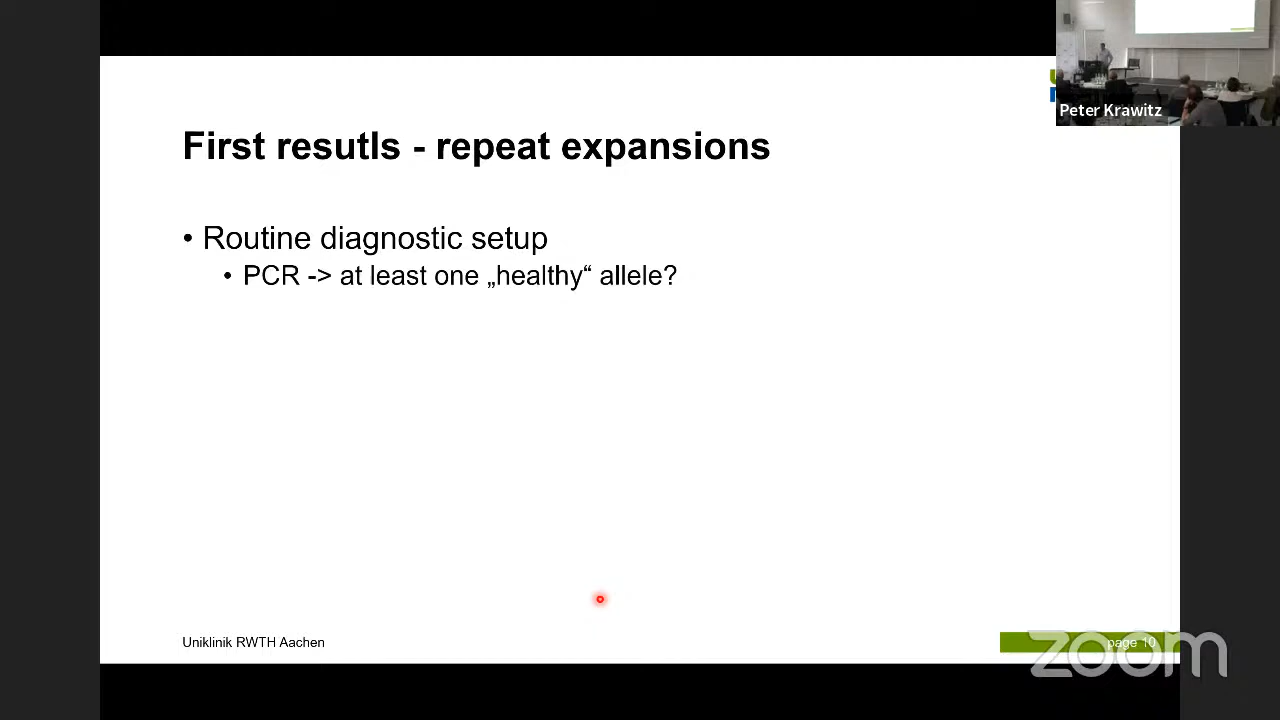 Peter Krawitz
First resutls - repeat expansions
• Routine diagnostic setup
• PCR -> at least one „healthy“ allele?
Uniklinik RWTH Aachen
page 10
zoom